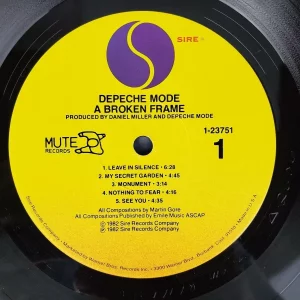 SIRE
DEPECHE MODE
A BROKEN FRAME
PRODUCED BY DANIEL MILLER AND DEPECHE MODE
1-23751
MUTE
RECORDS
1
1. LEAVE IN SILENCE • 6:28
2. MY SECRET GARDEN • 4:45
3. MONUMENT • 3:14
4. NOTHING TO FEAR • 4:16
5. SEE YOU • 4:35
All Compositions by Martin Gore
All Compositions Published by Emile Music ASCAP
Ⓟ 1982 Sire Records Company
© 1982 Sire Records Company